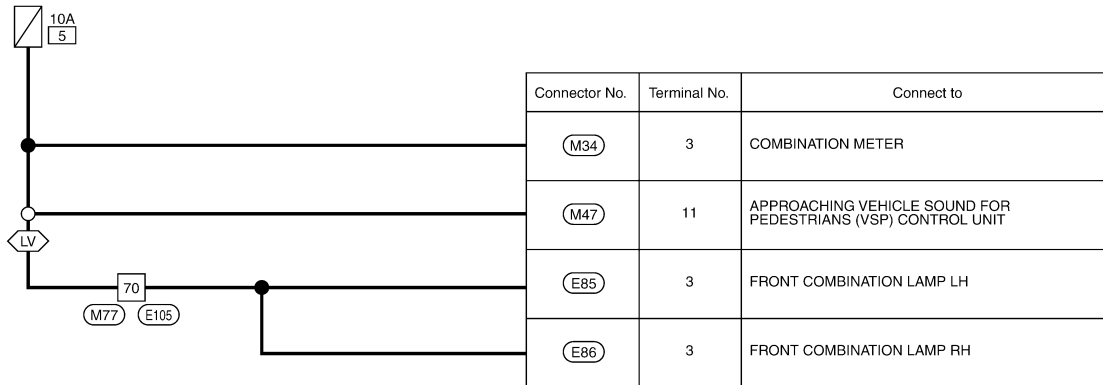 10A
5
Connector No. Terminal No. Connect to
M34 3 COMBINATION METER
M47 11 APPROACHING VEHICLE SOUND FOR
PEDESTRIANS (VSP) CONTROL UNIT
LV
70
M77 E105
E85 3 FRONT COMBINATION LAMP LH
E86 3 FRONT COMBINATION LAMP RH